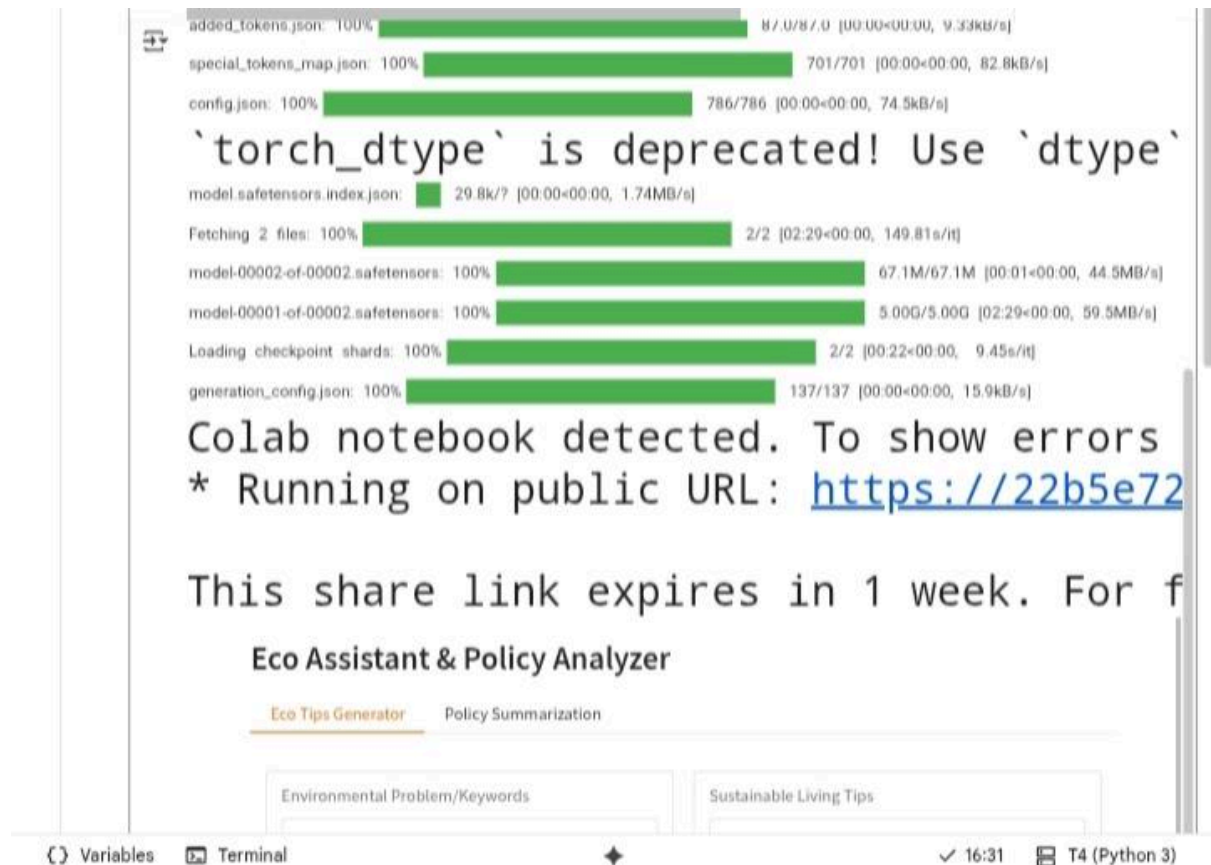 added_tokens.json: 100% 87.0/87.0 [00:00<00:00, 9.33kB/s]
special_tokens_map.json: 100% 701/701 [00:00<00:00, 82.8kB/s]
config.json: 100% 786/786 [00:00<00:00, 74.5kB/s]
`torch_dtype` is deprecated! Use `dtype`
model.safetensors.index.json: 29.8k/? [00:00<00:00, 1.74MB/s]
Fetching 2 files: 100% 2/2 [02:29<00:00, 149.81s/it]
model-00002-of-00002.safetensors: 100% 67.1M/67.1M [00:01<00:00, 44.5MB/s]
model-00001-of-00002.safetensors: 100% 5.00G/5.00G [02:29<00:00, 59.5MB/s]
Loading checkpoint shards: 100% 2/2 [00:22<00:00, 9.45s/it]
generation_config.json: 100% 137/137 [00:00<00:00, 15.9kB/s]
Colab notebook detected. To show errors
* Running on public URL: https://22b5e72
This share link expires in 1 week. For f
Eco Assistant & Policy Analyzer
Eco Tips Generator Policy Summarization
Environmental Problem/Keywords Sustainable Living Tips
{} Variables Terminal ✓ 16:31 T4 (Python 3)